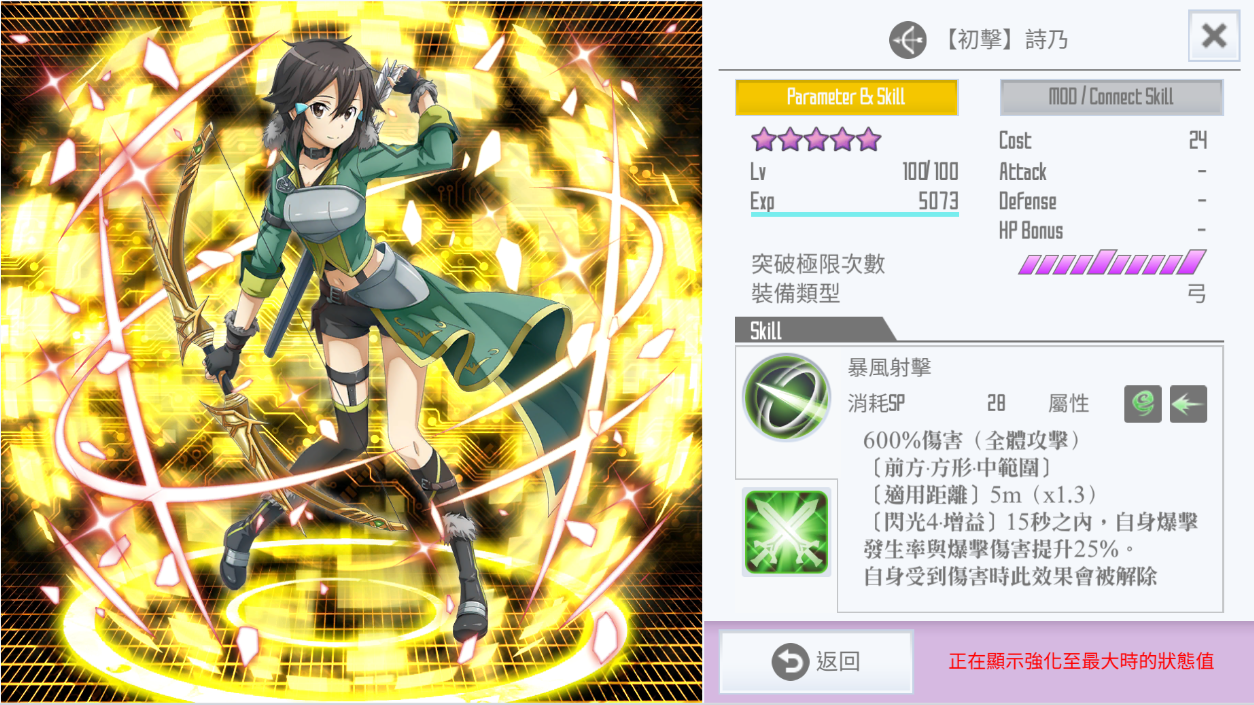 【初擊】詩乃
Parameter & Skill
MOD / Connect Skill
Lv 100/100
Exp 5073
Cost 24
Attack -
Defense -
HP Bonus -
突破極限次數
裝備類型 弓
Skill
暴風射擊
消耗SP 28 屬性
600%傷害（全體攻擊）
〔前方·方形·中範圍〕
〔適用距離〕5m（x1.3）
〔閃光4·增益〕15秒之內，自身爆擊
發生率與爆擊傷害提升25%。
自身受到傷害時此效果會被解除
返回
正在顯示強化至最大時的狀態值